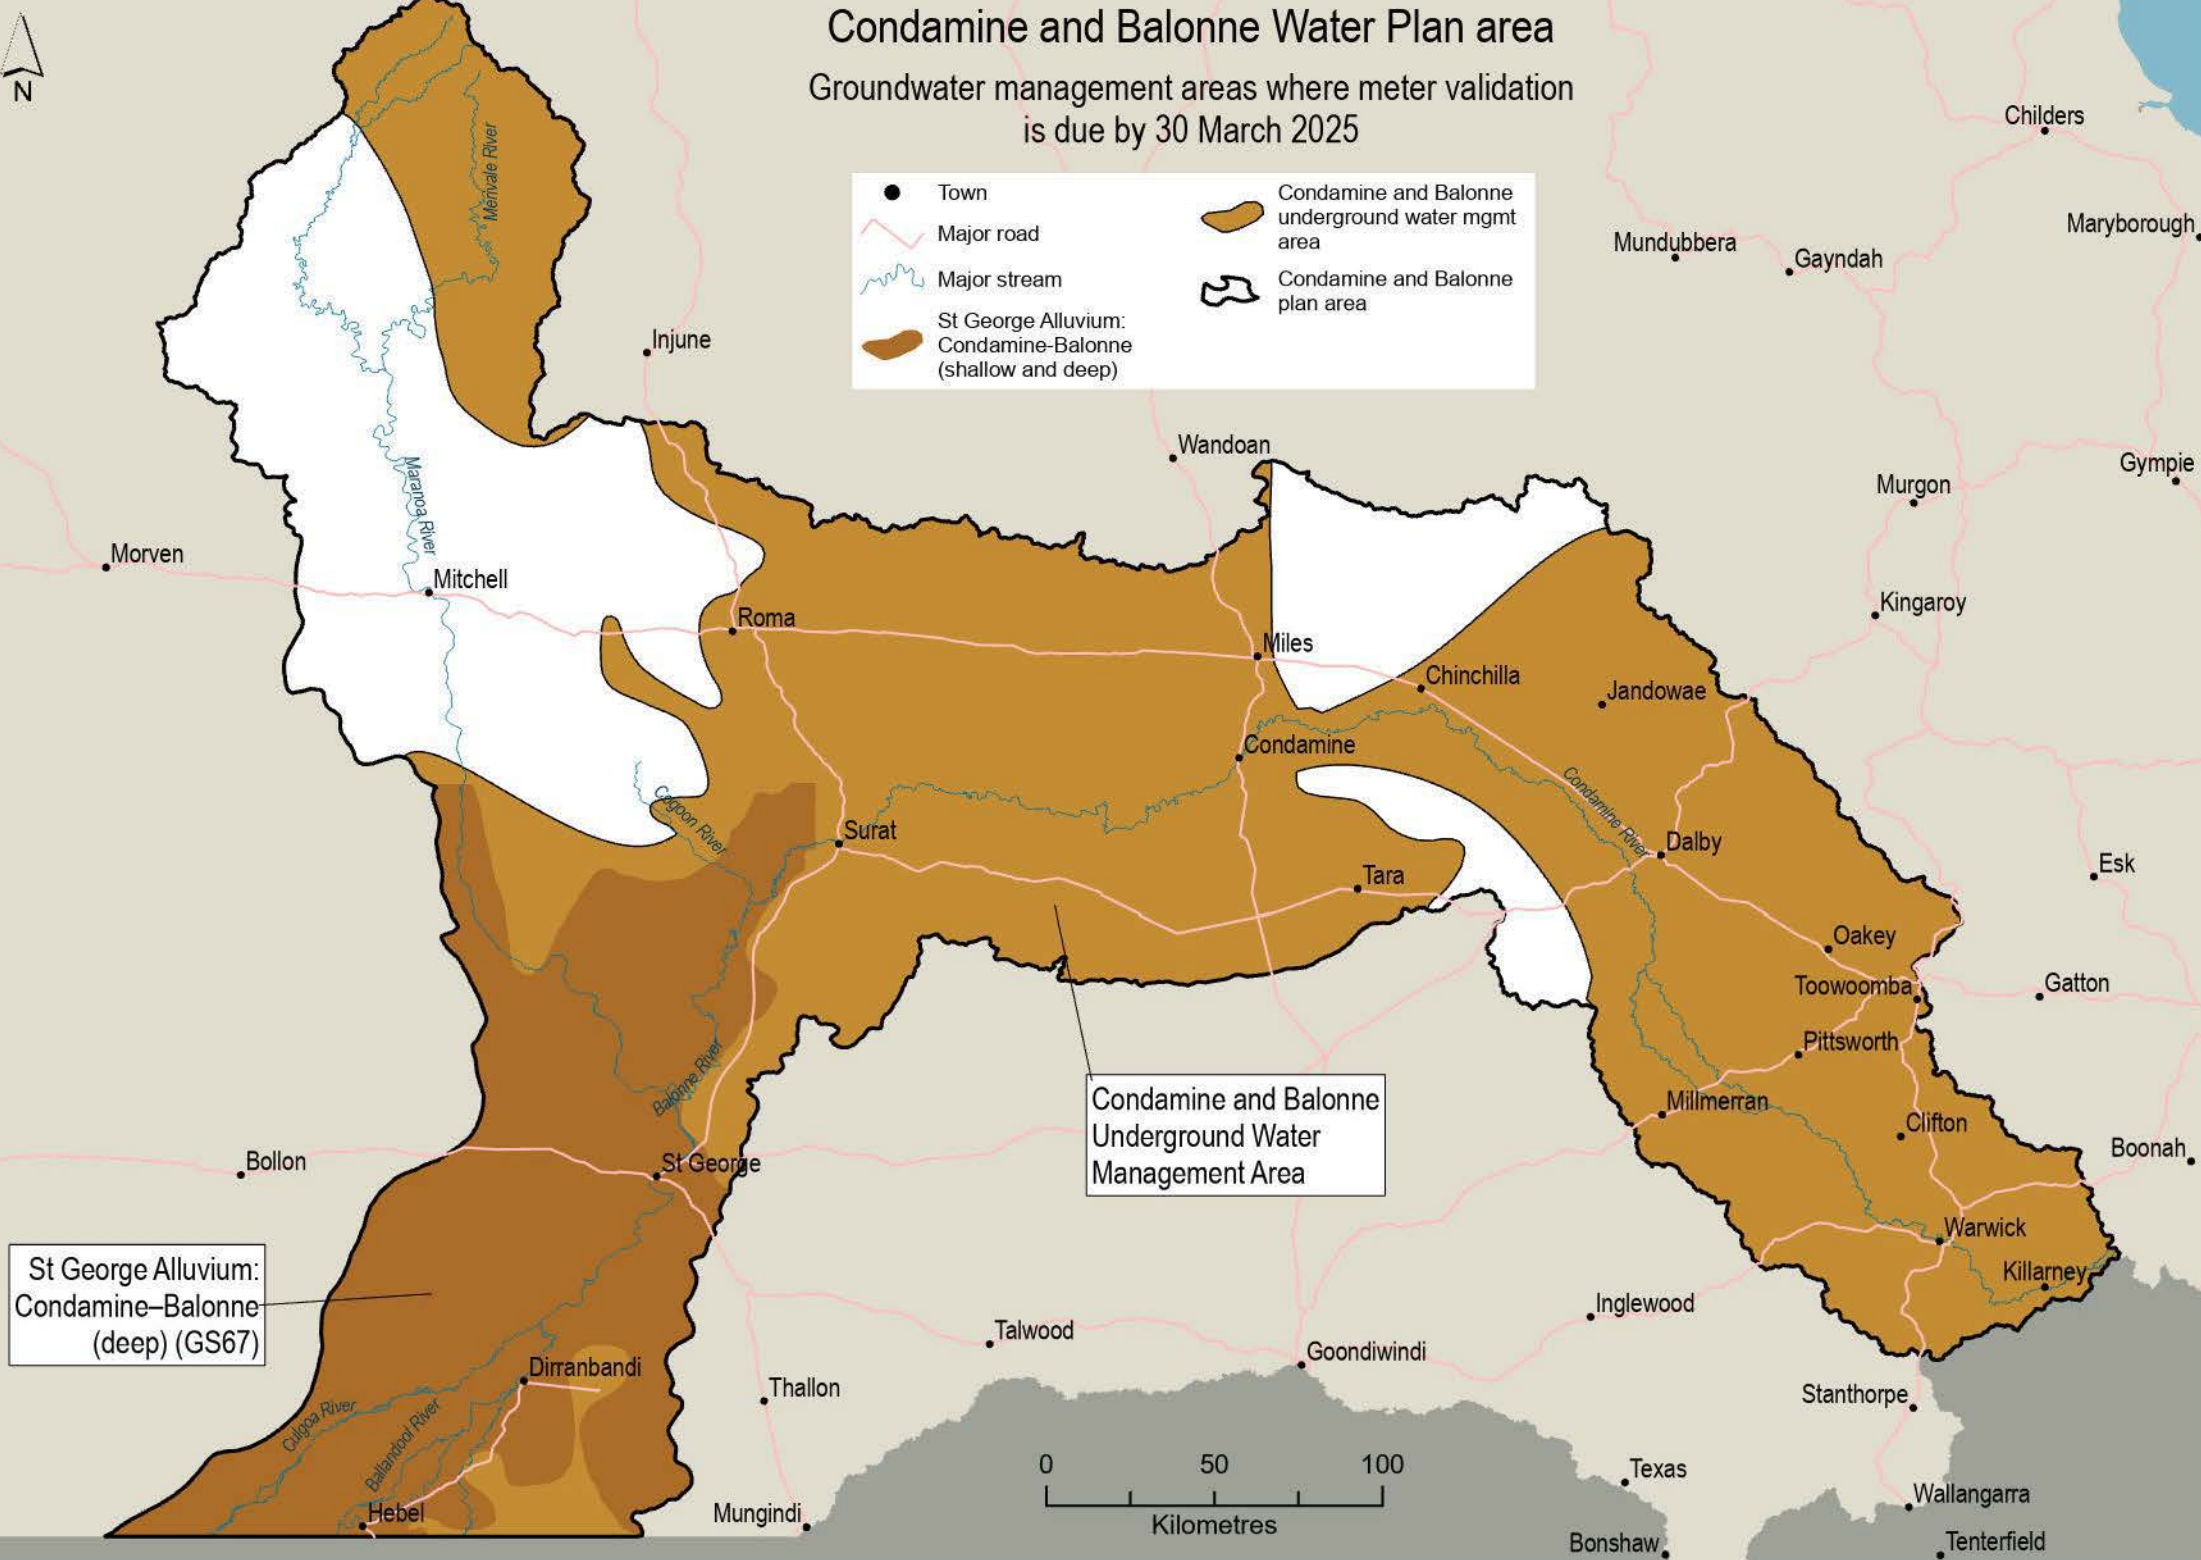 Condamine and Balonne Water Plan area
Groundwater management areas where meter validation
is due by 30 March 2025
N
Town
Major road
Major stream
St George Alluvium:
Condamine-Balonne
(shallow and deep)
Condamine and Balonne
underground water mgmt
area
Condamine and Balonne
plan area
Childers
Maryborough
Mundubbera
Gayndah
Merivale River
Injune
Wandoan
Gympie
Murgon
Maranoa River
Morven
Mitchell
Kingaroy
Roma
Miles
Chinchilla
Jandowae
Condamine
Condamine River
Cogoon River
Surat
Dalby
Esk
Tara
Oakey
Toowoomba
Gatton
Pittsworth
Balonne River
Millmerran
Clifton
Condamine and Balonne
Underground Water
Management Area
Boonah
Bollon
St George
Warwick
Killarney
St George Alluvium:
Condamine–Balonne
(deep) (GS67)
Inglewood
Talwood
Goondiwindi
Dirranbandi
Thallon
Stanthorpe
Culgoa River
Ballandool River
0 50 100
Kilometres
Texas
Wallangarra
Hebel
Mungindi
Bonshaw
Tenterfield